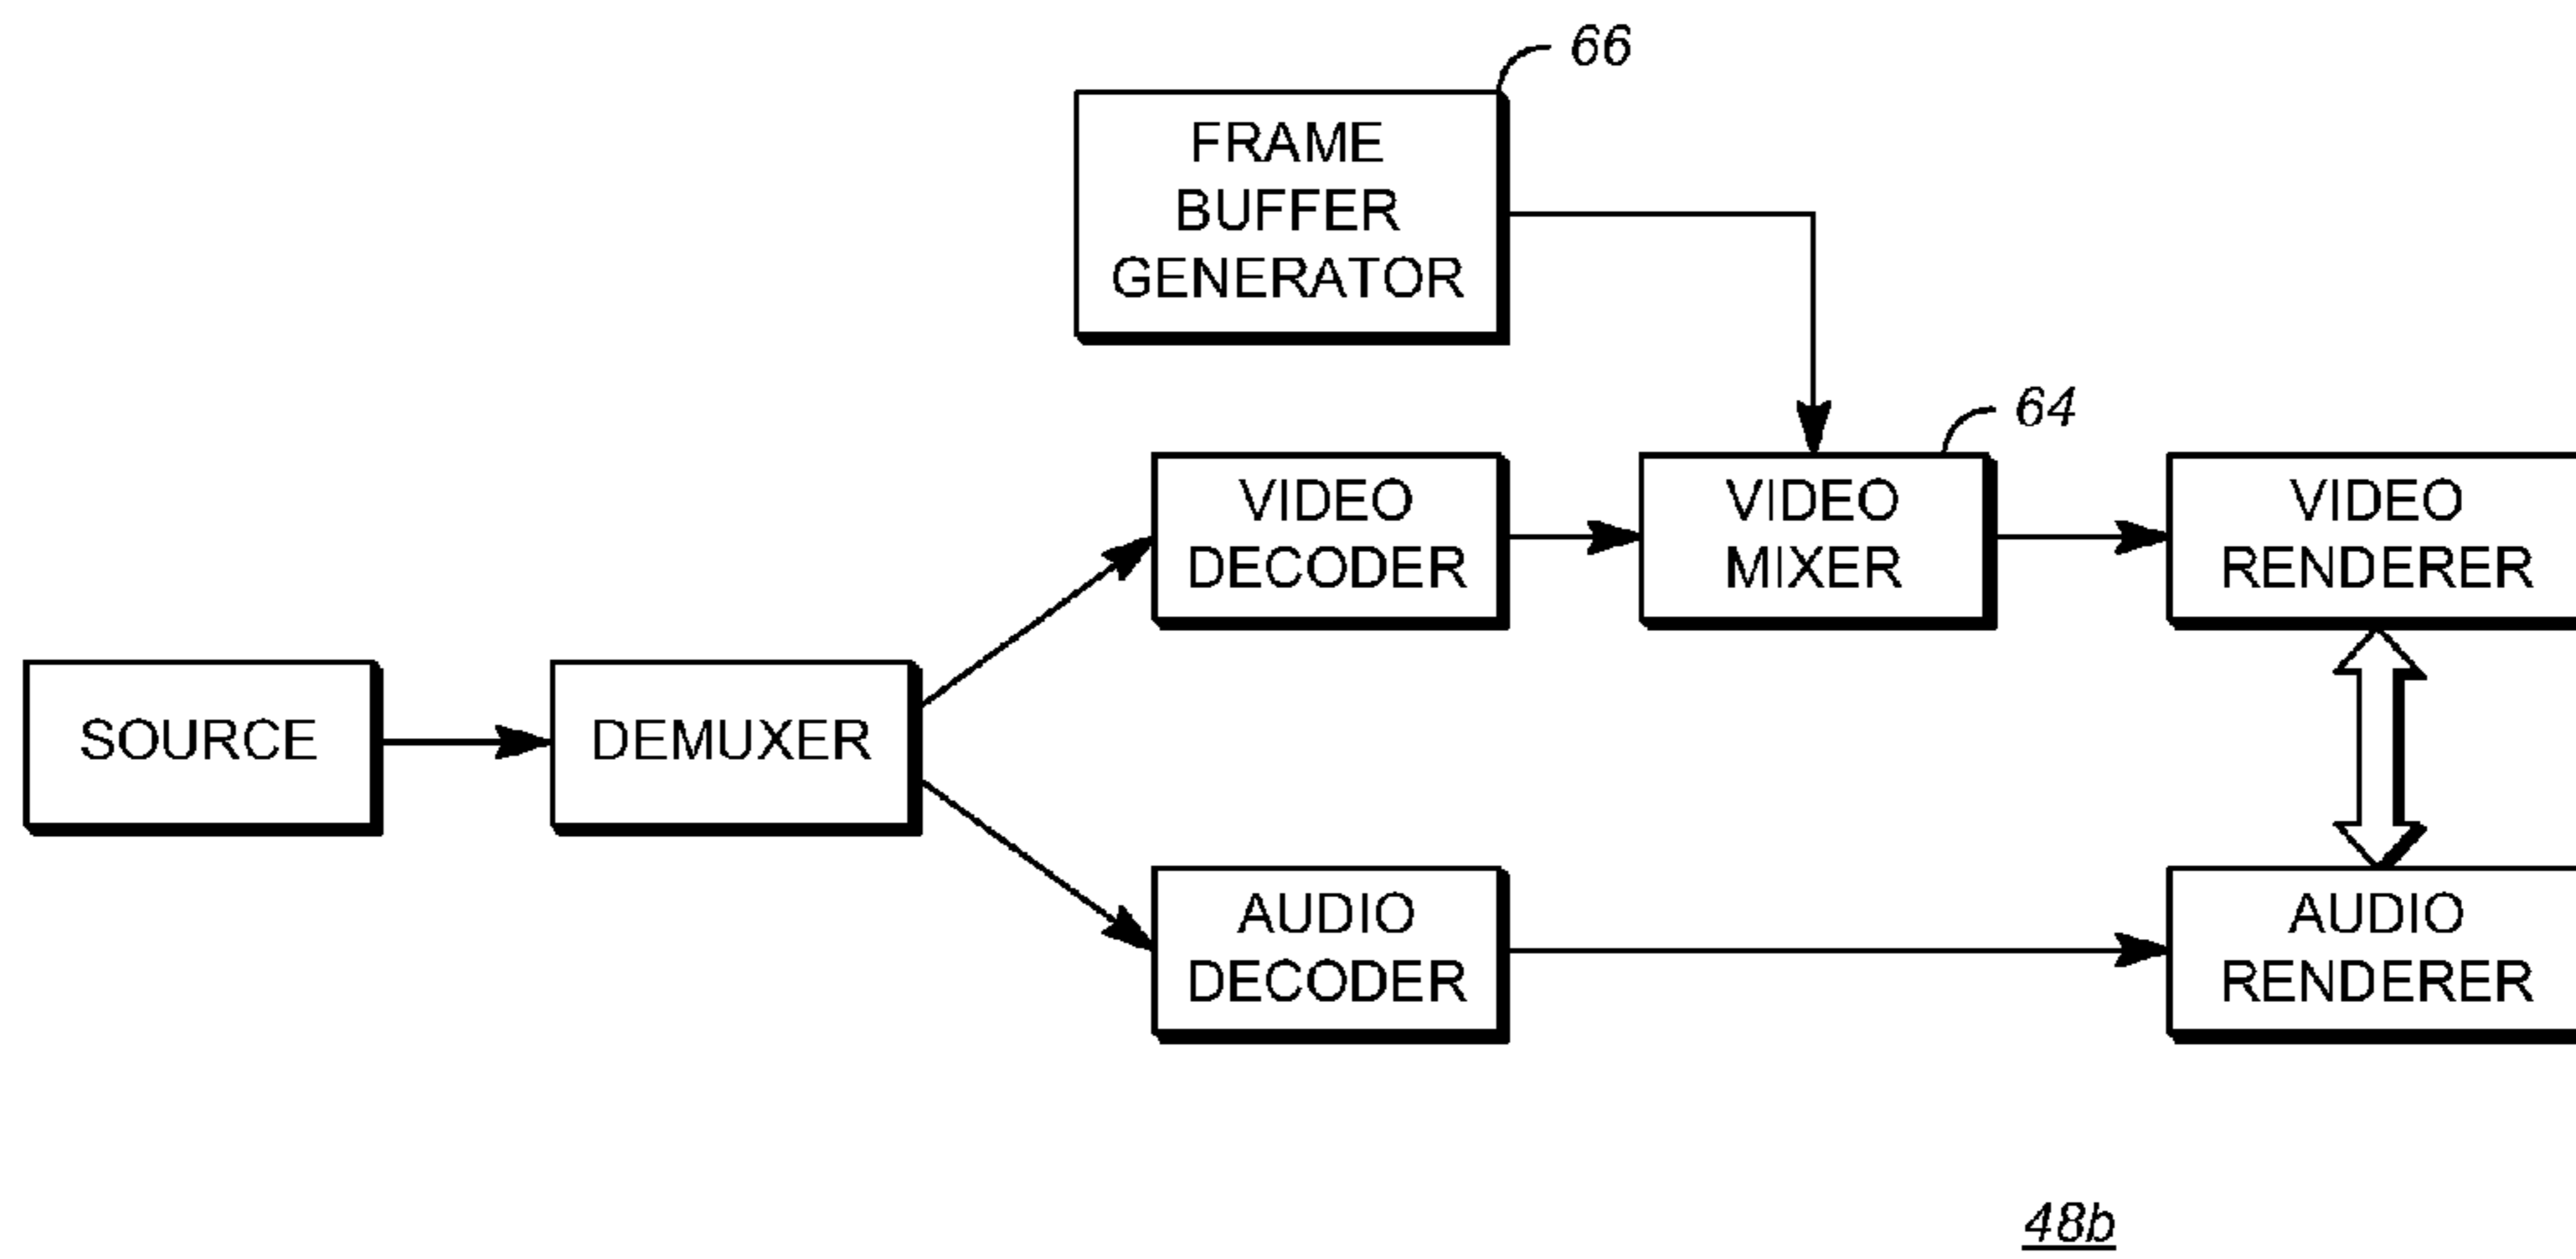 66
FRAME
BUFFER
GENERATOR
64
VIDEO
DECODER
VIDEO
MIXER
VIDEO
RENDERER
SOURCE
DEMUXER
AUDIO
DECODER
AUDIO
RENDERER
48b